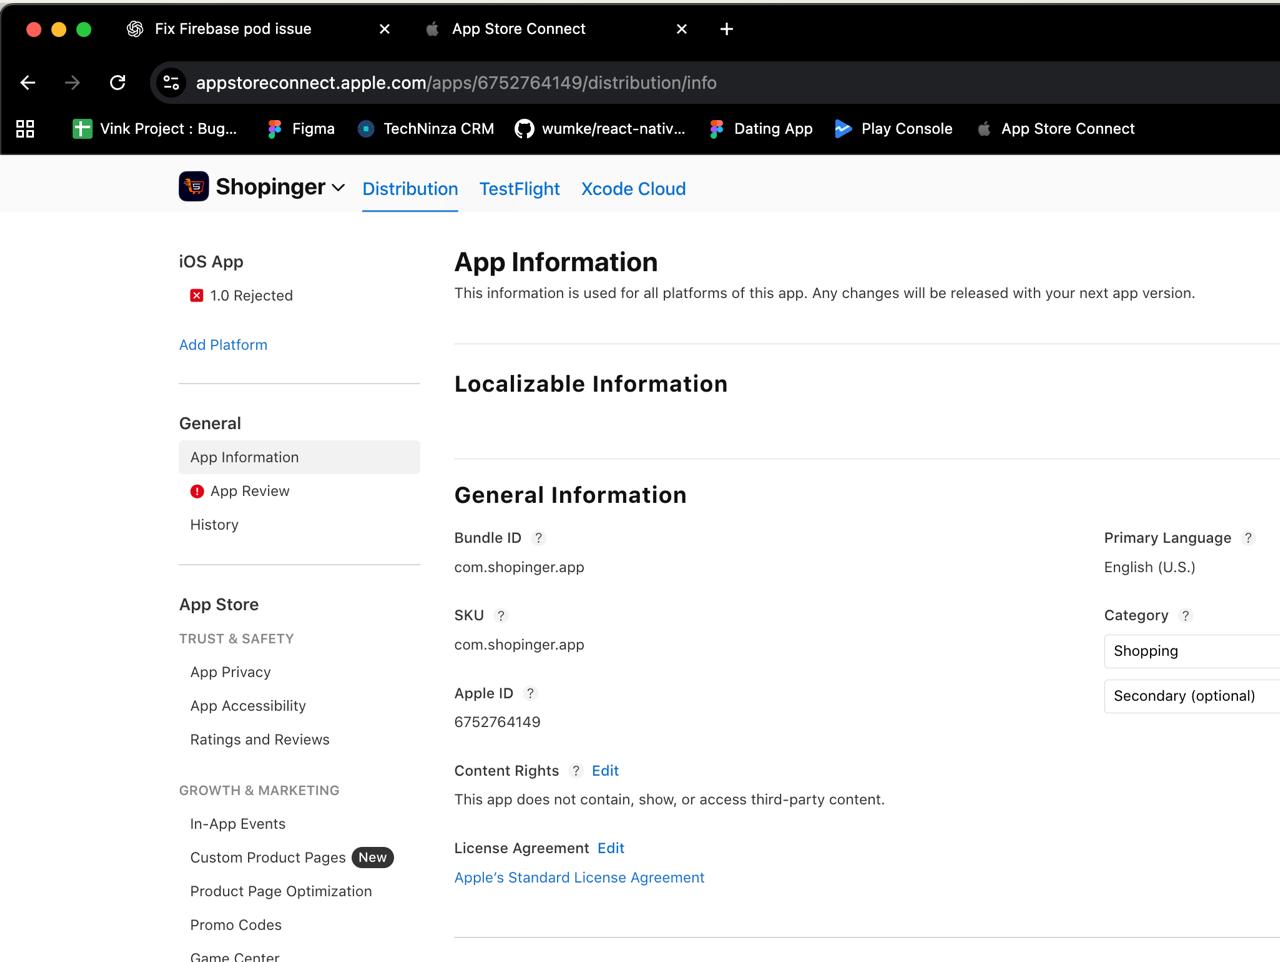 Fix Firebase pod issue
App Store Connect
appstoreconnect.apple.com/apps/6752764149/distribution/info
Vink Project : Bug...
Figma
TechNinza CRM
wumke/react-nativ...
Dating App
Play Console
App Store Connect
Shopinger
Distribution
TestFlight
Xcode Cloud
iOS App
1.0 Rejected
Add Platform
General
App Information
App Review
History
App Store
TRUST & SAFETY
App Privacy
App Accessibility
Ratings and Reviews
GROWTH & MARKETING
In-App Events
Custom Product Pages New
Product Page Optimization
Promo Codes
Game Center
App Information
This information is used for all platforms of this app. Any changes will be released with your next app version.
Localizable Information
General Information
Bundle ID ?
com.shopinger.app
SKU ?
com.shopinger.app
Apple ID ?
6752764149
Content Rights ? Edit
This app does not contain, show, or access third-party content.
License Agreement Edit
Apple's Standard License Agreement
Primary Language ?
English (U.S.)
Category ?
Shopping
Secondary (optional)